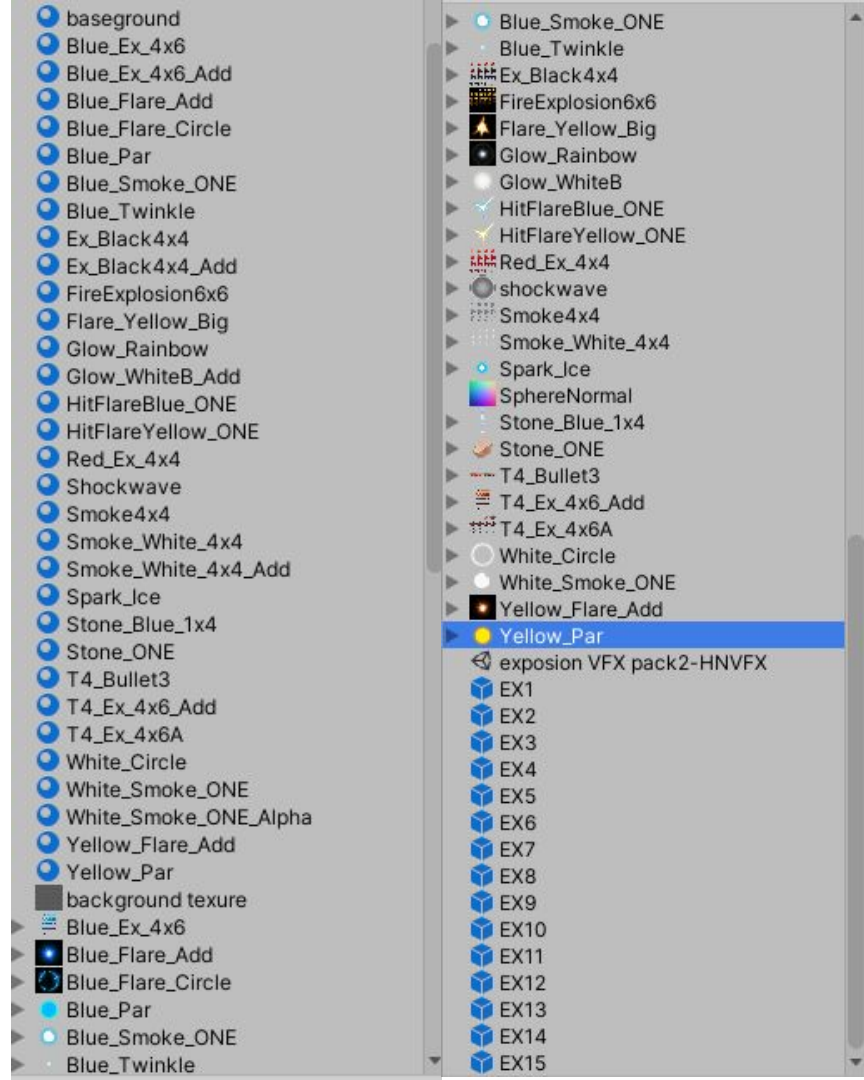 baseground
Blue_Ex_4x6
Blue_Ex_4x6_Add
Blue_Flare_Add
Blue_Flare_Circle
Blue_Par
Blue_Smoke_ONE
Blue_Twinkle
Ex_Black4x4
Ex_Black4x4_Add
FireExplosion6x6
Flare_Yellow_Big
Glow_Rainbow
Glow_WhiteB_Add
HitFlareBlue_ONE
HitFlareYellow_ONE
Red_Ex_4x4
Shockwave
Smoke4x4
Smoke_White_4x4
Smoke_White_4x4_Add
Spark_Ice
Stone_Blue_1x4
Stone_ONE
T4_Bullet3
T4_Ex_4x6_Add
T4_Ex_4x6A
White_Circle
White_Smoke_ONE
White_Smoke_ONE_Alpha
Yellow_Flare_Add
Yellow_Par
background texure
Blue_Ex_4x6
Blue_Flare_Add
Blue_Flare_Circle
Blue_Par
Blue_Smoke_ONE
Blue_Twinkle
Blue_Smoke_ONE
Blue_Twinkle
Ex_Black4x4
FireExplosion6x6
Flare_Yellow_Big
Glow_Rainbow
Glow_WhiteB
HitFlareBlue_ONE
HitFlareYellow_ONE
Red_Ex_4x4
shockwave
Smoke4x4
Smoke_White_4x4
Spark_Ice
SphereNormal
Stone_Blue_1x4
Stone_ONE
T4_Bullet3
T4_Ex_4x6_Add
T4_Ex_4x6A
White_Circle
White_Smoke_ONE
Yellow_Flare_Add
Yellow_Par
exposion VFX pack2-HNVFX
EX1
EX2
EX3
EX4
EX5
EX6
EX7
EX8
EX9
EX10
EX11
EX12
EX13
EX14
EX15